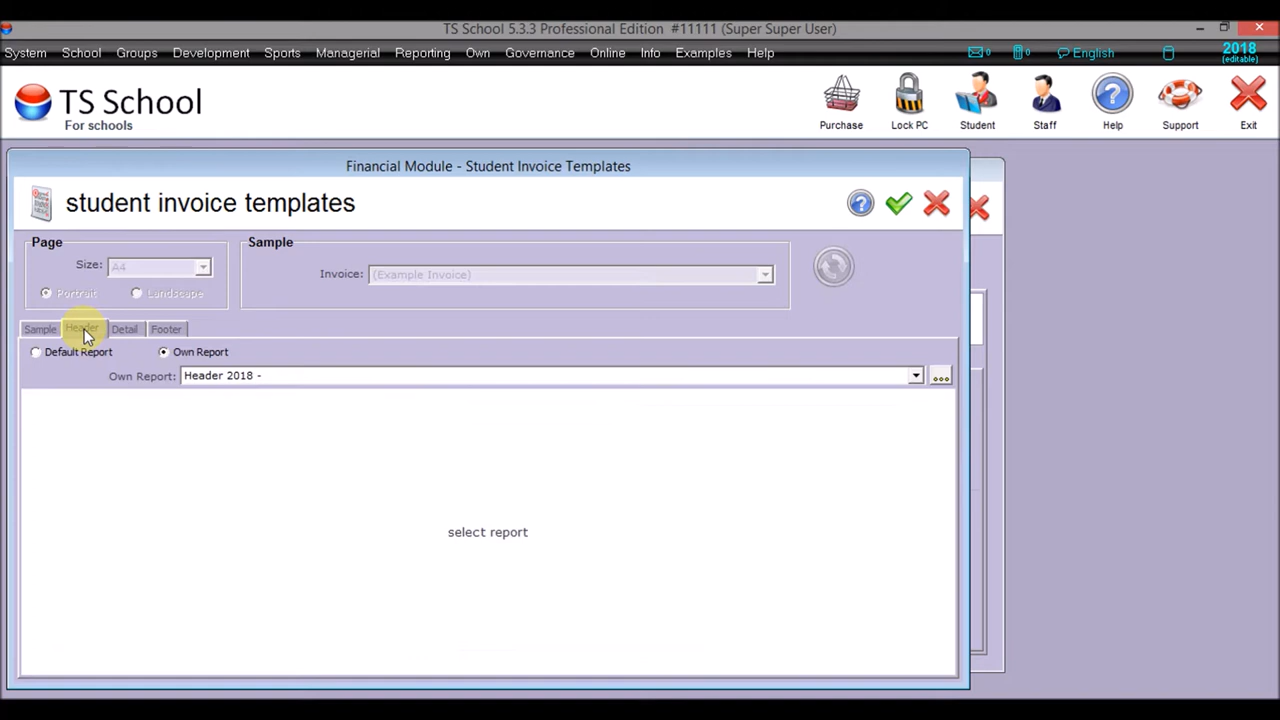 TS School 5.3.3 Professional Edition #11111 (Super Super User)
System School Groups Development Sports Managerial Reporting Own Governance Online Info Examples Help 0 0 English 2018
(editable)
TS School
For schools
Purchase Lock PC Student Staff Help Support Exit
Financial Module - Student Invoice Templates
student invoice templates
Page Sample
Size: A4 Invoice: (Example Invoice)
Portrait Landscape
Sample Header Detail Footer
Default Report Own Report
Own Report: Header 2018 -
select report